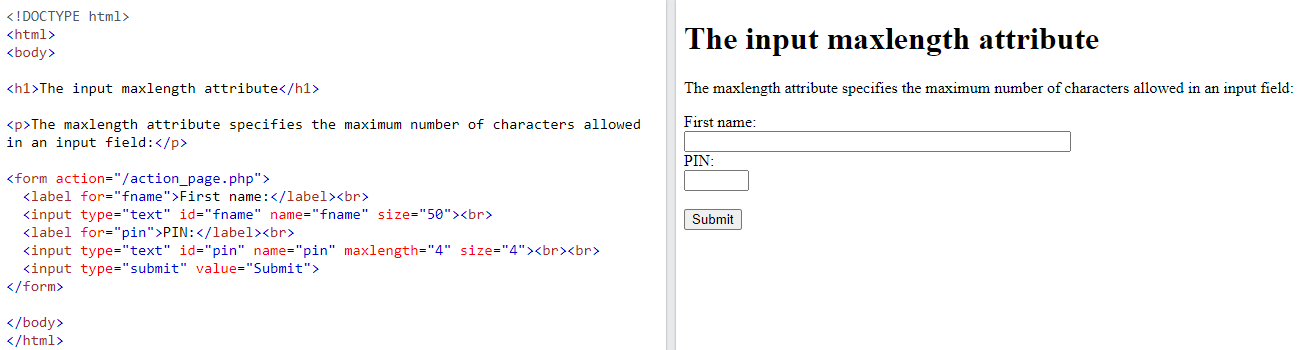 <!DOCTYPE html>
<html>
<body>
<h1>The input maxlength attribute</h1>
<p>The maxlength attribute specifies the maximum number of characters allowed
in an input field:</p>
<form action="/action_page.php">
  <label for="fname">First name:</label><br>
  <input type="text" id="fname" name="fname" size="50"><br>
  <label for="pin">PIN:</label><br>
  <input type="text" id="pin" name="pin" maxlength="4" size="4"><br><br>
  <input type="submit" value="Submit">
</form>
</body>
</html>
The input maxlength attribute
The maxlength attribute specifies the maximum number of characters allowed in an input field:
First name:
PIN:
Submit